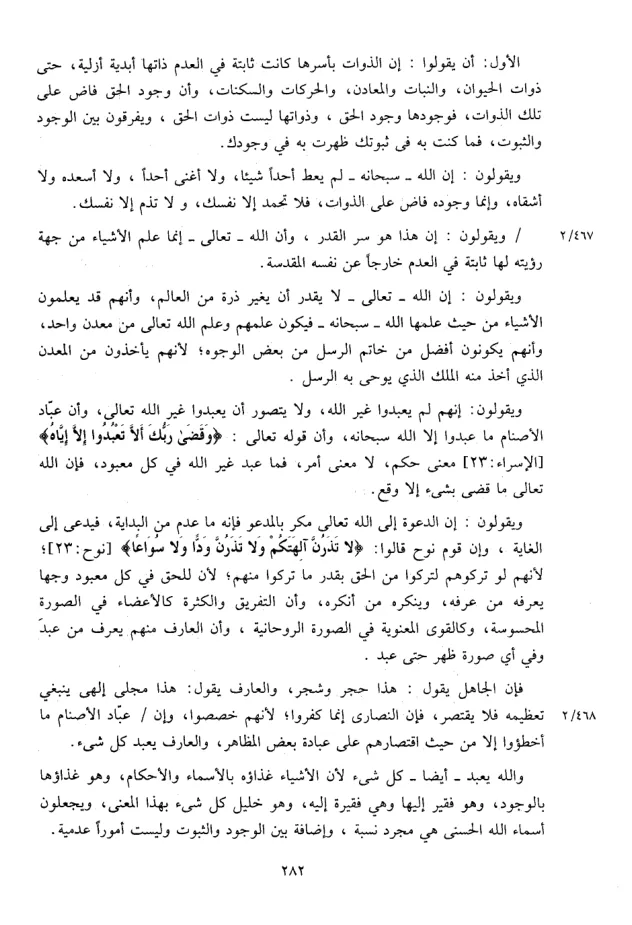 الأول: أن يقولوا : إن الذوات بأسرها كانت ثابتة في العدم ذاتها أبدية أزلية، حتى
ذوات الحيوان، والنبات والمعادن، والحركات والسكنات، وأن وجود الحق فاض على
تلك الذوات، فوجودها وجود الحق ، وذواتها ليست ذوات الحق ، ويفرقون بين الوجود
والثبوت، فما كنت به فى ثبوتك ظهرت به في وجودك.
ويقولون : إن الله ـ سبحانه ـ لم يعط أحداً شيئا، ولا أغنى أحداً ، ولا أسعده ولا
أشقاه، وإنما وجوده فاض على الذوات، فلا تحمد إلا نفسك، و لا تذم إلا نفسك.
٢/٤٦٧ / ويقولون : إن هذا هو سر القدر ، وأن الله ـ تعالى ـ إنما علم الأشياء من جهة
رؤيته لها ثابتة في العدم خارجاً عن نفسه المقدسة.
ويقولون : إن الله ـ تعالى ـ لا يقدر أن يغير ذرة من العالم، وأنهم قد يعلمون
الأشياء من حيث علمها الله ـ سبحانه ـ فيكون علمهم وعلم الله تعالى من معدن واحد،
وأنهم يكونون أفضل من خاتم الرسل من بعض الوجوه؛ لأنهم يأخذون من المعدن
الذي أخذ منه الملك الذي يوحى به الرسل .
ويقولون: إنهم لم يعبدوا غير الله، ولا يتصور أن يعبدوا غير الله تعالى، وأن عبّاد
الأصنام ما عبدوا إلا الله سبحانه، وأن قوله تعالى : ﴿وَقَضَىٰ رَبُّكَ أَلاَّ تَعْبُدُوا إِلاَّ إِيَّاهُ﴾
[الإسراء:٢٣] معنى حكم، لا معنى أمر، فما عبد غير الله في كل معبود، فإن الله
تعالى ما قضى بشىء إلا وقع.
ويقولون : إن الدعوة إلى الله تعالى مكر بالمدعو فإنه ما عدم من البداية، فيدعى إلى
الغاية ، وإن قوم نوح قالوا: ﴿لا تَذَرُنَّ آلِهَتَكُمْ وَلا تَذَرُنَّ وَدًّا وَلا سُوَاعًا﴾ [نوح:٢٣]؛
لأنهم لو تركوهم لتركوا من الحق بقدر ما تركوا منهم؛ لأن للحق في كل معبود وجها
يعرفه من عرفه، وينكره من أنكره، وأن التفريق والكثرة كالأعضاء في الصورة
المحسوسة، وكالقوى المعنوية في الصورة الروحانية ، وأن العارف منهم يعرف من عبدَ
وفي أي صورة ظهر حتى عبد .
فإن الجاهل يقول : هذا حجر وشجر، والعارف يقول: هذا مجلى إلهى ينبغي
٢/٤٦٨ تعظيمه فلا يقتصر، فإن النصارى إنما كفروا؛ لأنهم خصصوا، وإن / عبّاد الأصنام ما
أخطؤوا إلا من حيث اقتصارهم على عبادة بعض المظاهر، والعارف يعبد كل شىء.
والله يعبد ـ أيضا ـ كل شىء لأن الأشياء غذاؤه بالأسماء والأحكام، وهو غذاؤها
بالوجود، وهو فقير إليها وهي فقيرة إليه، وهو خليل كل شىء بهذا المعنى، ويجعلون
أسماء الله الحسنى هي مجرد نسبة ، وإضافة بين الوجود والثبوت وليست أموراً عدمية.
٢٨٢